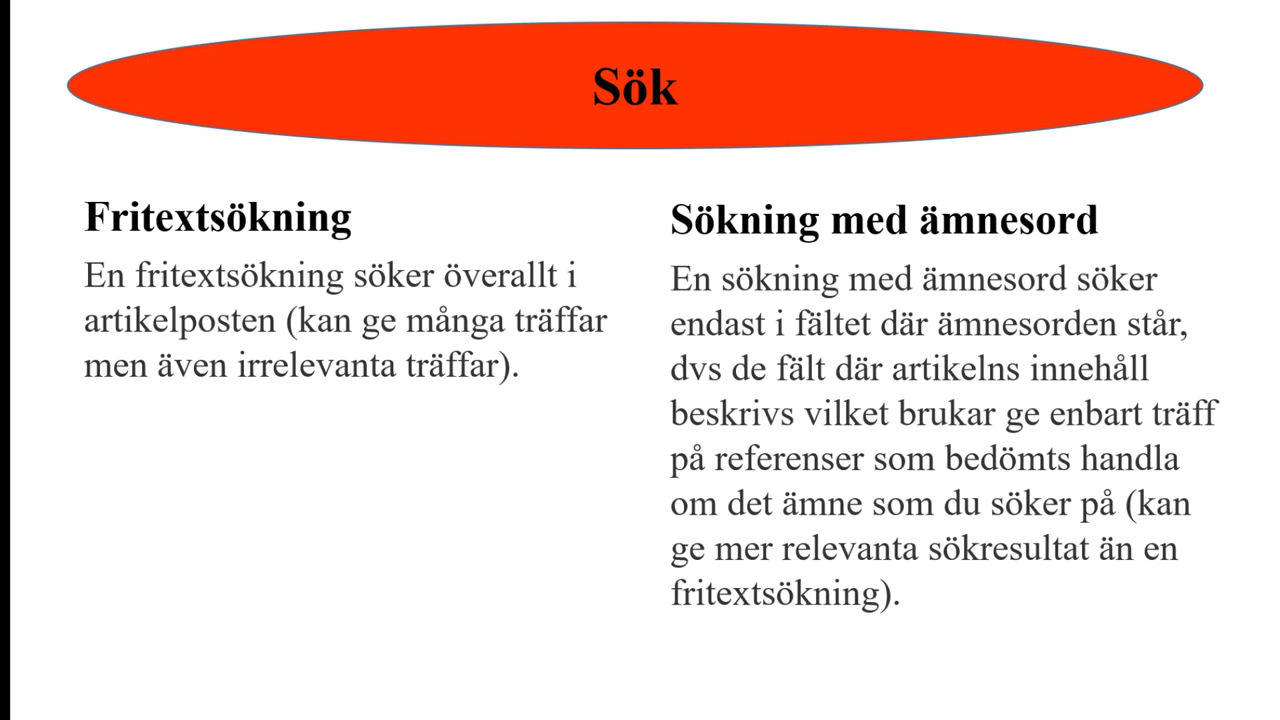 Sök
Fritextsökning
En fritextsökning söker överallt i
artikelposten (kan ge många träffar
men även irrelevanta träffar).
Sökning med ämnesord
En sökning med ämnesord söker
endast i fältet där ämnesorden står,
dvs de fält där artikelns innehåll
beskrivs vilket brukar ge enbart träff
på referenser som bedömts handla
om det ämne som du söker på (kan
ge mer relevanta sökresultat än en
fritextsökning).